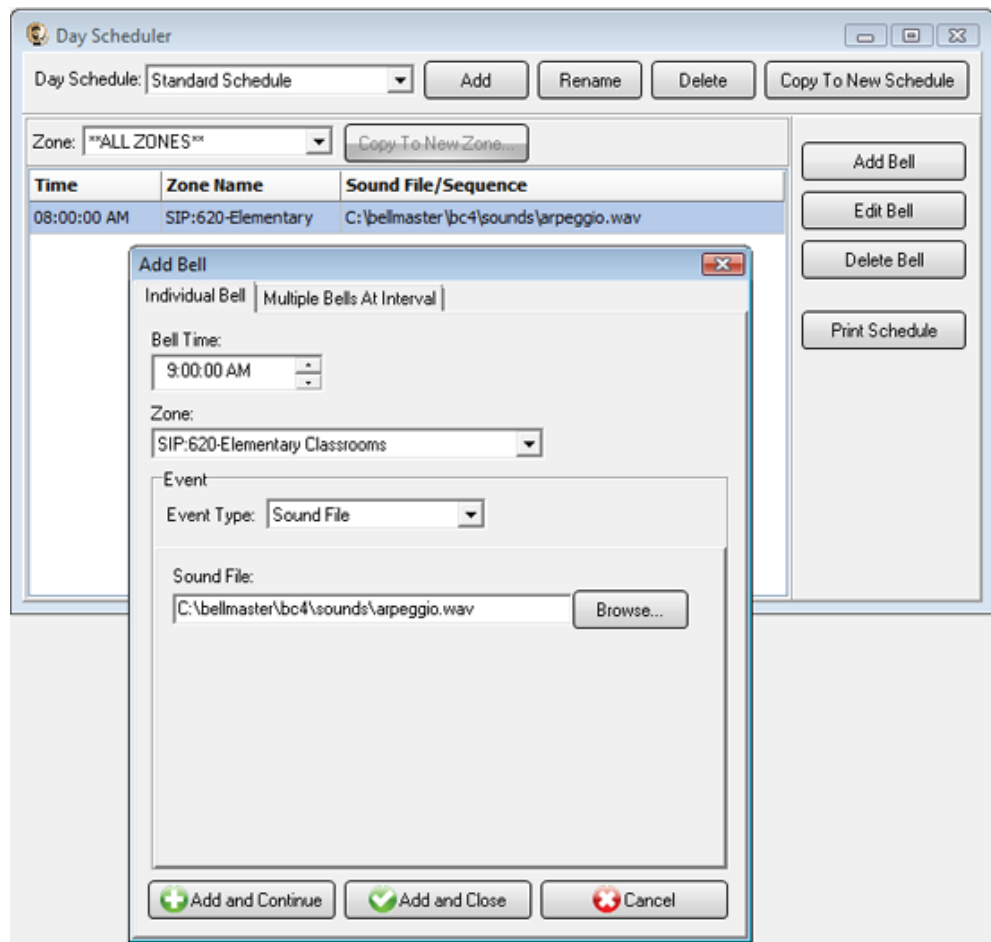 Day Scheduler
Day Schedule: Standard Schedule Add Rename Delete Copy To New Schedule
Zone: **ALL ZONES** Copy To New Zone...
Time Zone Name Sound File/Sequence
08:00:00 AM SIP:620-Elementary C:\bellmaster\bc4\sounds\arpeggio.wav
Add Bell
Edit Bell
Delete Bell
Print Schedule
Add Bell
Individual Bell Multiple Bells At Interval
Bell Time:
9:00:00 AM
Zone:
SIP:620-Elementary Classrooms
Event
Event Type: Sound File
Sound File:
C:\bellmaster\bc4\sounds\arpeggio.wav Browse...
Add and Continue Add and Close Cancel